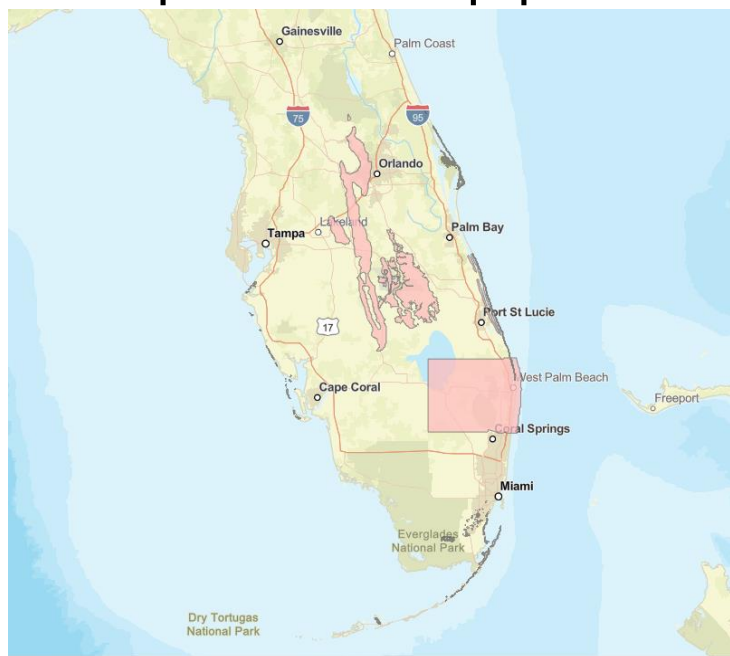 Gainesville
Palm Coast
75
95
Orlando
Lakeland
Tampa
Palm Bay
17
Port St Lucie
Cape Coral
West Palm Beach
Freeport
Coral Springs
Miami
Everglades
National Park
Dry Tortugas
National Park